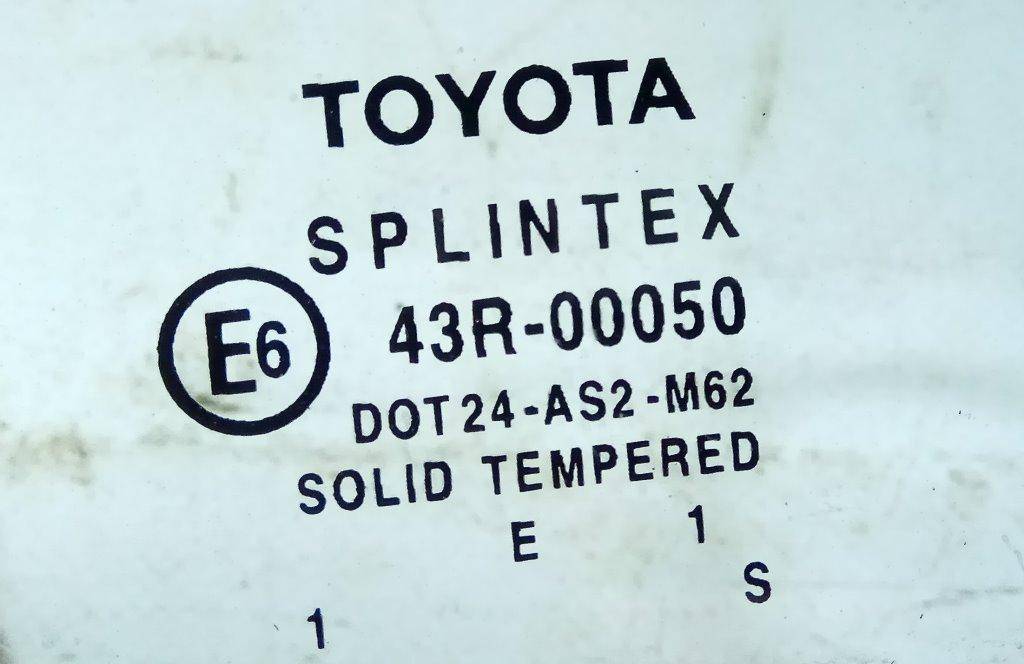 TOYOTA
SPLINTEX
E6 43R-00050
DOT24-AS2-M62
SOLID TEMPERED
E 1
S
1